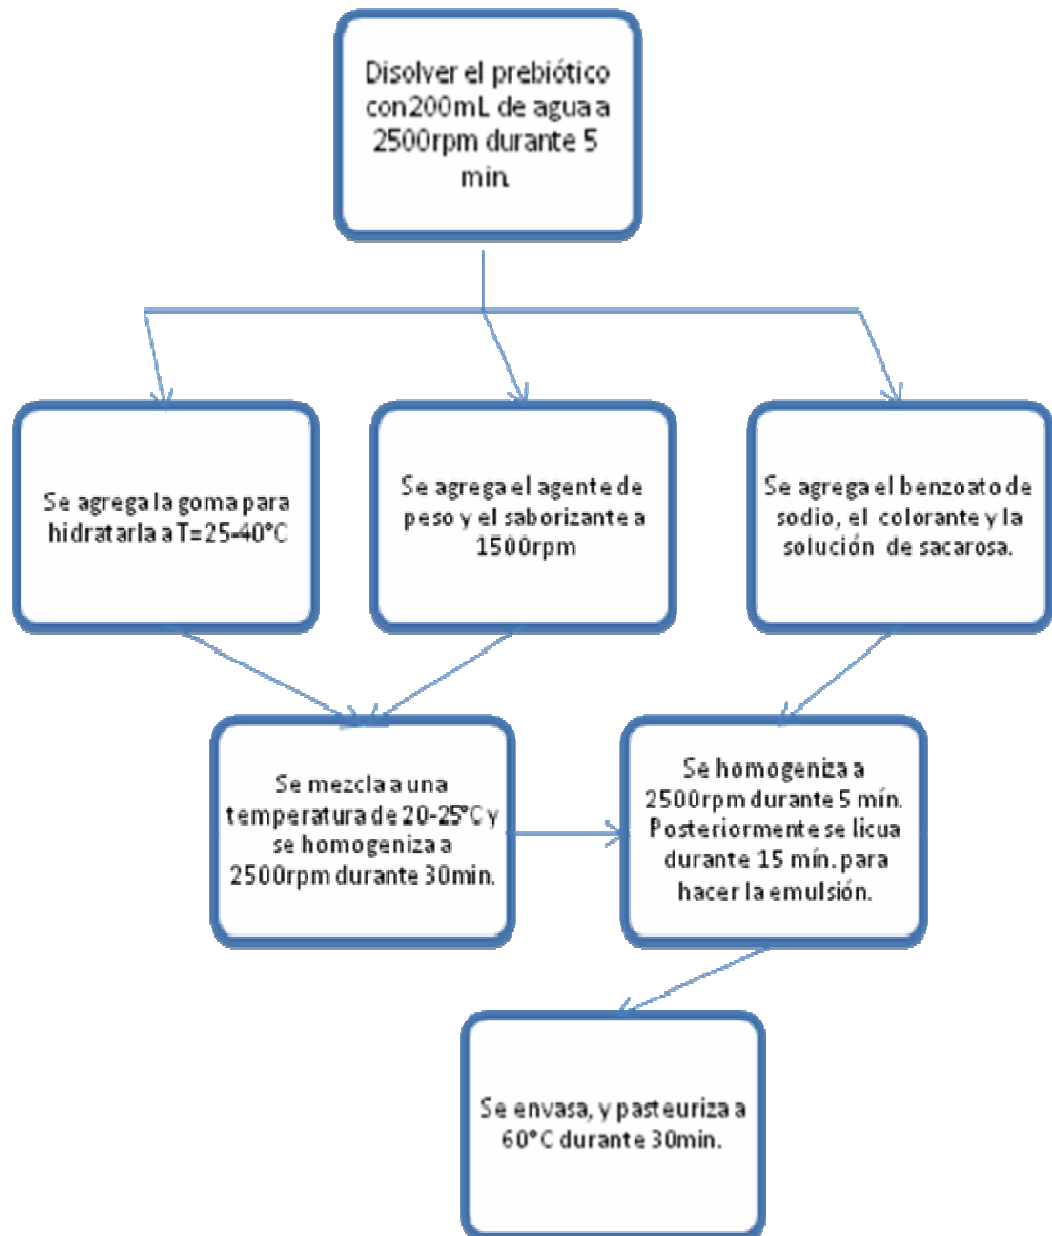 Disolver el prebiótico
con200mL de agua a
2500rpm durante 5
min.
Se agrega la goma para
hidratarla a T=25-40°C
Se agrega el agente de
peso y el saborizante a
1500rpm
Se agrega el benzoato de
sodio, el colorante y la
solución de sacarosa.
Se mezcla a una
temperatura de 20-25°C y
se homogeniza a
2500rpm durante 30min.
Se homogeniza a
2500rpm durante 5 mín.
Posteriormente se licua
durante 15 mín. para
hacer la emulsión.
Se envasa, y pasteuriza a
60°C durante 30min.